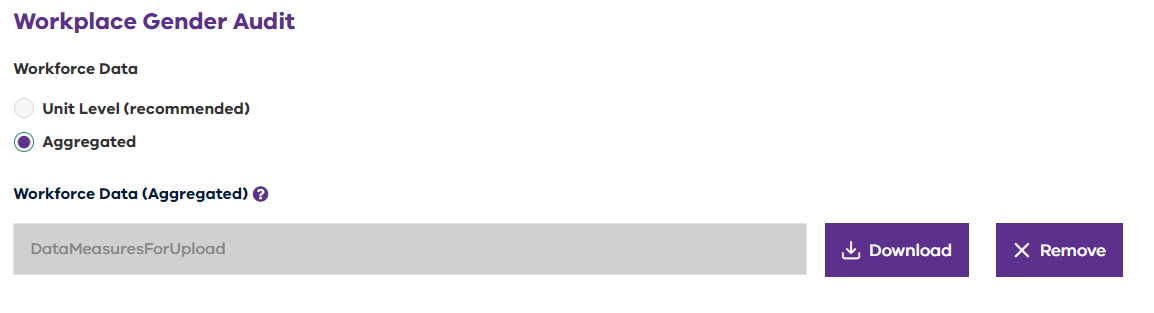 Workplace Gender Audit
Workforce Data
Unit Level (recommended)
Aggregated
Workforce Data (Aggregated) ?
DataMeasuresForUpload
Download
Remove